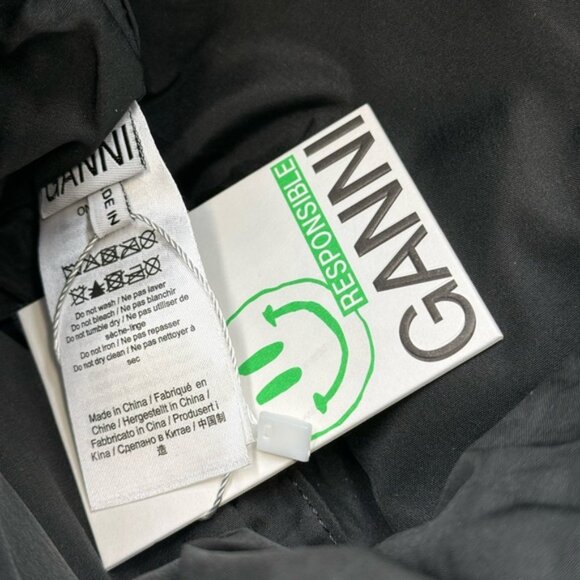 GANNI
DE IN
Do not wash / Ne pas laver
Do not bleach / Ne pas blanchir
Do not tumble dry / Ne pas utiliser de
sèche-linge
Do not Iron / Ne pas repasser
Do not dry clean / Ne pas nettoyer à
sec
Made in China / Fabriqué en
Chine / Hergestellt in China /
Fabbricato in Cina / Produsert i
Kina / Сделано в Китае / 中国制
造
RESPONSIBLE
GANNI